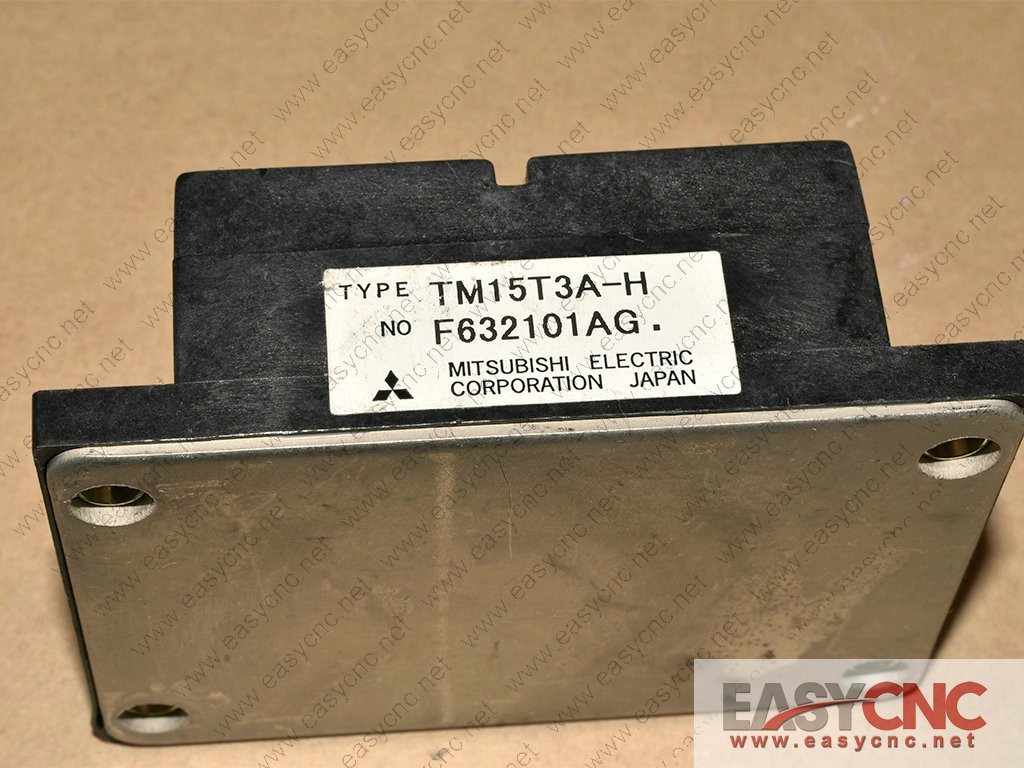 TYPE TM15T3A-H
NO F632101AG.
MITSUBISHI ELECTRIC
CORPORATION JAPAN
EASYCNC
www.easycnc.net